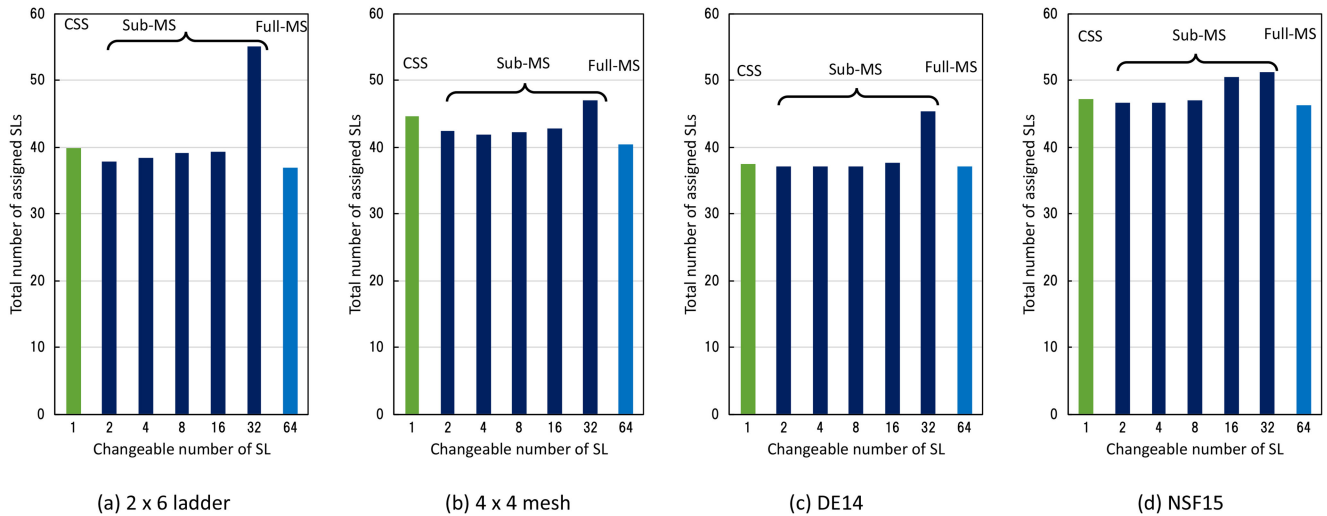 60
50
40
30
20
10
0
Total number of assigned SLs
CSS
Sub-MS
Full-MS
1 2 4 8 16 32 64
Changeable number of SL
(a) 2 x 6 ladder
60
50
40
30
20
10
0
Total number of assigned SLs
CSS
Sub-MS
Full-MS
1 2 4 8 16 32 64
Changeable number of SL
(b) 4 x 4 mesh
60
50
40
30
20
10
0
Total number of assigned SLs
CSS
Sub-MS
Full-MS
1 2 4 8 16 32 64
Changeable number of SL
(c) DE14
60
50
40
30
20
10
0
Total number of assigned SLs
CSS
Sub-MS
Full-MS
1 2 4 8 16 32 64
Changeable number of SL
(d) NSF15